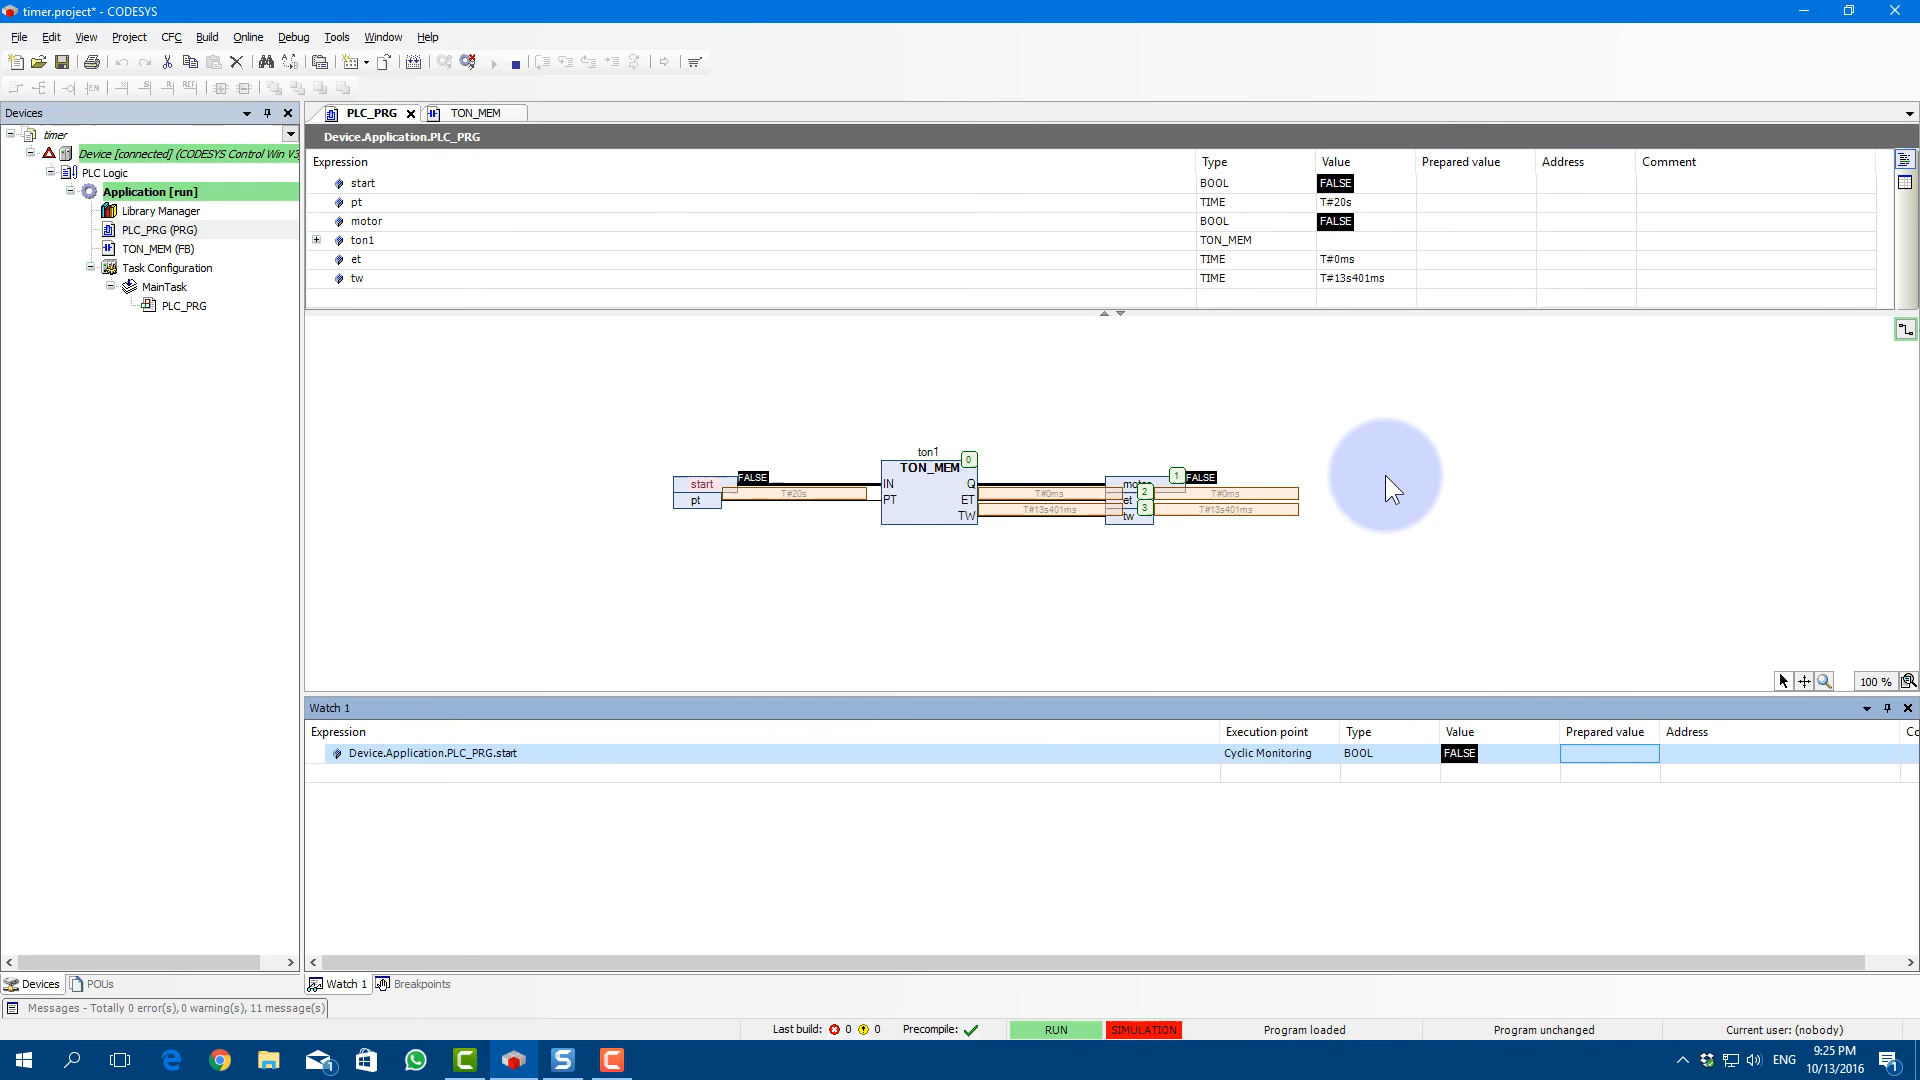 timer.project* - CODESYS
File Edit View Project CFC Build Online Debug Tools Window Help
Devices
timer
Device [connected] (CODESYS Control Win V3
PLC Logic
Application [run]
Library Manager
PLC_PRG (PRG)
TON_MEM (FB)
Task Configuration
MainTask
PLC_PRG
PLC_PRG TON_MEM
Device.Application.PLC_PRG
Expression Type Value Prepared value Address Comment
start BOOL FALSE
pt TIME T#20s
motor BOOL FALSE
ton1 TON_MEM
et TIME T#0ms
tw TIME T#13s401ms
ton1
TON_MEM 0
start FALSE IN Q 1 FALSE
pt T#20s PT ET T#0ms et 2 T#0ms
TW T#13s401ms tw 3 T#13s401ms
100 %
Watch 1
Expression Execution point Type Value Prepared value Address Cc
Device.Application.PLC_PRG.start Cyclic Monitoring BOOL FALSE
Devices POUs
Watch 1 Breakpoints
Messages - Totally 0 error(s), 0 warning(s), 11 message(s)
Last build: 0 0 Precompile: RUN SIMULATION Program loaded Program unchanged Current user: (nobody)
ENG
9:25 PM
10/13/2016